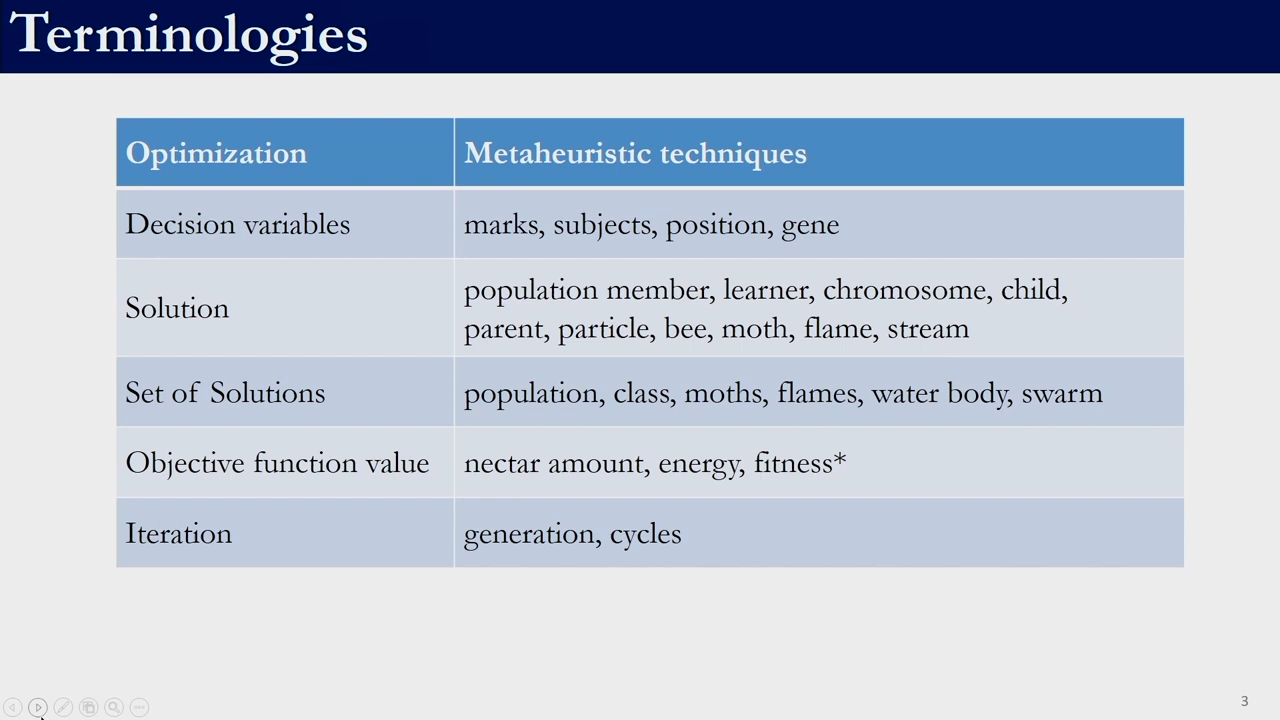 Terminologies
Optimization
Metaheuristic techniques
Decision variables
marks, subjects, position, gene
Solution
population member, learner, chromosome, child,
parent, particle, bee, moth, flame, stream
Set of Solutions
population, class, moths, flames, water body, swarm
Objective function value
nectar amount, energy, fitness*
Iteration
generation, cycles
3